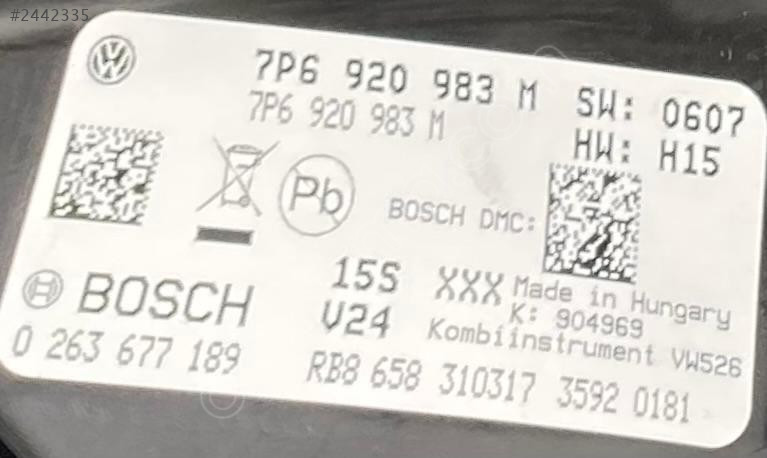 #2442335
7P6 920 983 M SW: 0607
7P6 920 983 M HW: H15
Pb
BOSCH DMC:
15S XXX Made in Hungary
BOSCH V24 K: 904969
Kombiinstrument VW526
0 263 677 189 RB8 658 310317 3592 0181